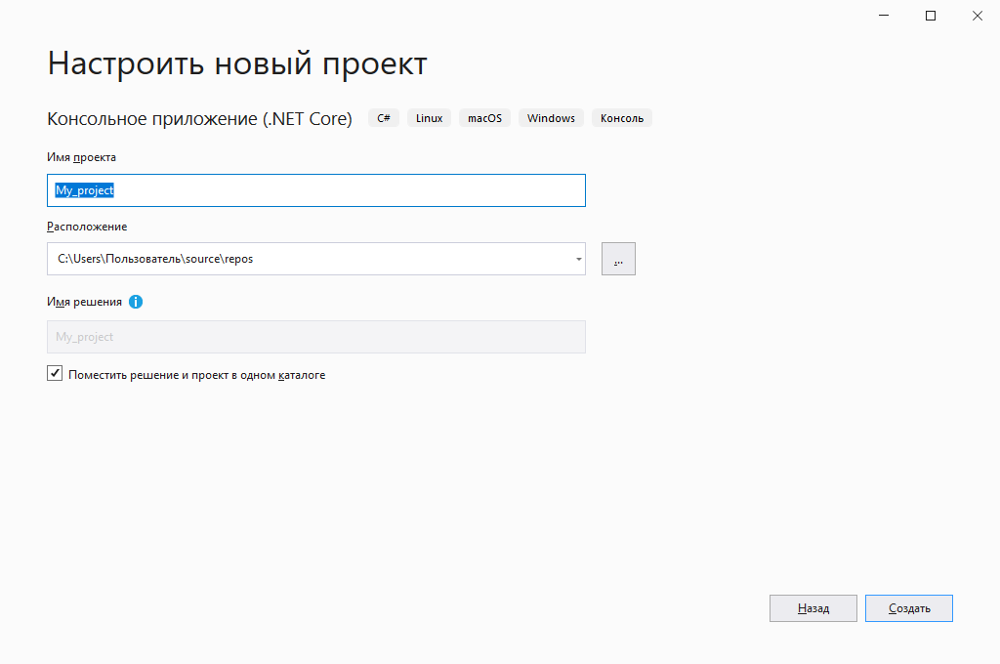 Настроить новый проект
Консольное приложение (.NET Core) C# Linux macOS Windows Консоль
Имя проекта
My_project
Расположение
C:\Users\Пользователь\source\repos
...
Имя решения
My_project
Поместить решение и проект в одном каталоге
Назад Создать